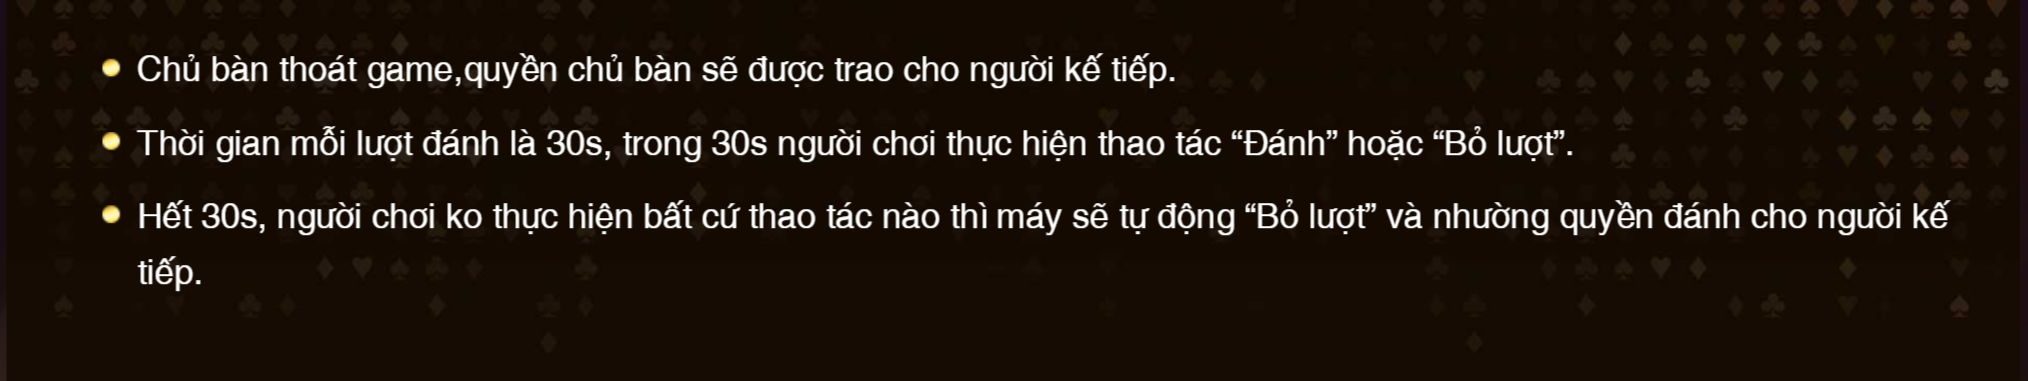 Chủ bàn thoát game,quyền chủ bàn sẽ được trao cho người kế tiếp.
Thời gian mỗi lượt đánh là 30s, trong 30s người chơi thực hiện thao tác “Đánh” hoặc “Bỏ lượt”.
Hết 30s, người chơi ko thực hiện bất cứ thao tác nào thì máy sẽ tự động “Bỏ lượt” và nhường quyền đánh cho người kế
tiếp.